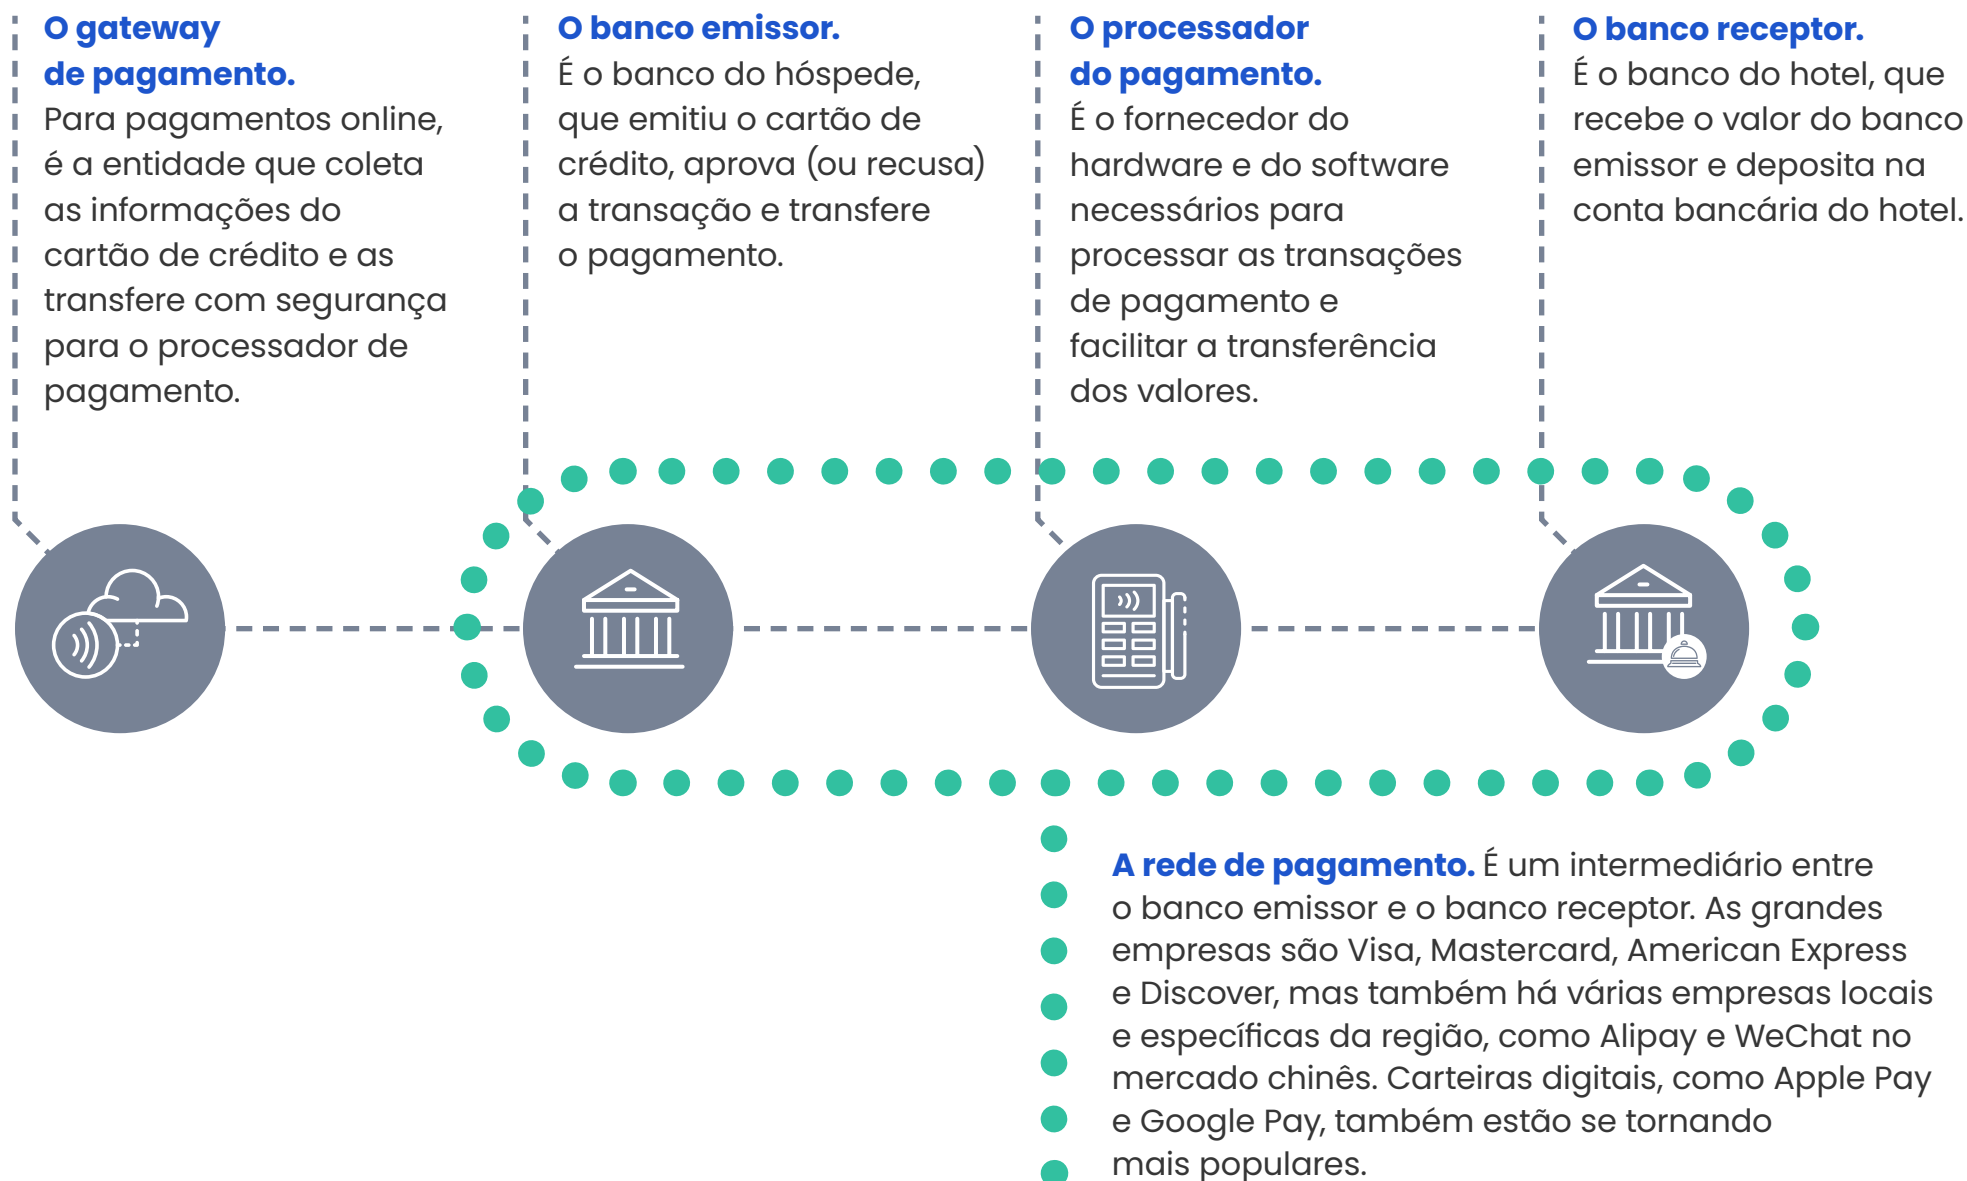 O gateway
de pagamento.
Para pagamentos online,
é a entidade que coleta
as informações do
cartão de crédito e as
transfere com segurança
para o processador de
pagamento.
O banco emissor.
É o banco do hóspede,
que emitiu o cartão de
crédito, aprova (ou recusa)
a transação e transfere
o pagamento.
O processador
do pagamento.
É o fornecedor do
hardware e do software
necessários para
processar as transações
de pagamento e
facilitar a transferência
dos valores.
O banco receptor.
É o banco do hotel, que
recebe o valor do banco
emissor e deposita na
conta bancária do hotel.
A rede de pagamento. É um intermediário entre
o banco emissor e o banco receptor. As grandes
empresas são Visa, Mastercard, American Express
e Discover, mas também há várias empresas locais
e específicas da região, como Alipay e WeChat no
mercado chinês. Carteiras digitais, como Apple Pay
e Google Pay, também estão se tornando
mais populares.